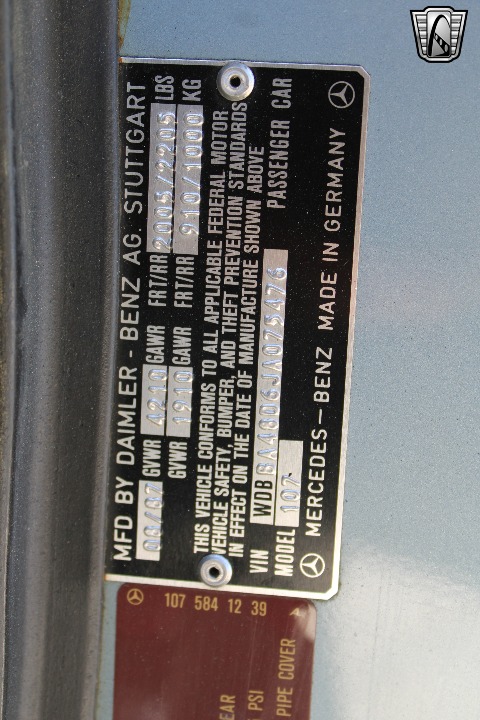 MFD BY DAIMLER - BENZ AG. STUTTGART
08/87 GVWR 4210 GAWR FRT/RR 2005/2205 LBS
GVWR 1910 GAWR FRT/RR 910/1000 KG
THIS VEHICLE CONFORMS TO ALL APPLICABLE FEDERAL MOTOR
VEHICLE SAFETY, BUMPER, AND THEFT PREVENTION STANDARDS
IN EFFECT ON THE DATE OF MANUFACTURE SHOWN ABOVE
VIN WDBBA48D6JA075476
MODEL 107 PASSENGER CAR
MERCEDES-BENZ MADE IN GERMANY
107 584 12 39
EAR
PSI
PIPE COVER